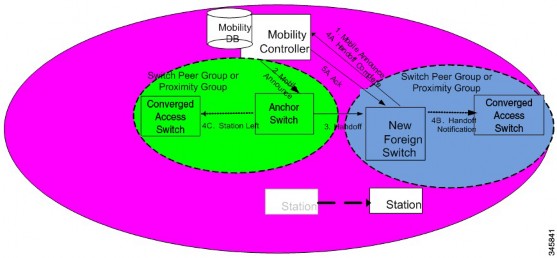 Mobility
DB
Mobility
Controller
1. Mobile Announce
4A. Handoff Complete
5A. Ack
2. Mobile
Announce
Switch Peer Group or
Proximity Group
Switch Peer Group or
Proximity Group
Converged
Access
Switch
Anchor
Switch
New
Foreign
Switch
Converged
Access
Switch
4C. Station Left
3. Handoff
4B. Handoff
Notification
Station
Station
345841